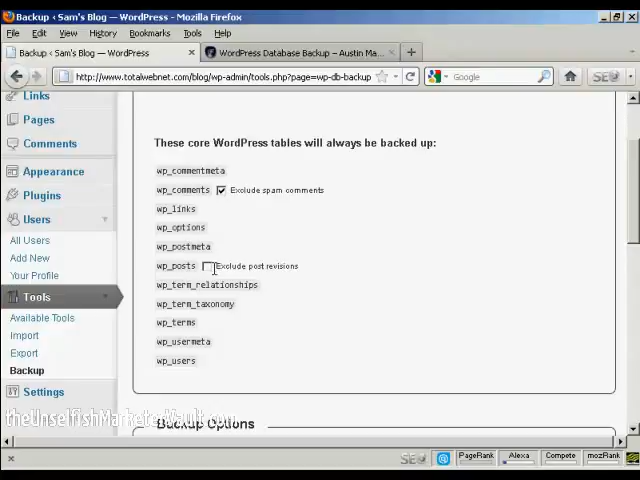 Backup ‹ Sam's Blog — WordPress - Mozilla Firefox
File Edit View History Bookmarks Tools Help
Backup ‹ Sam's Blog — WordPress
WordPress Database Backup – Austin Ma...
http://www.totalwebnet.com/blog/wp-admin/tools.php?page=wp-db-backup
Google
SEO
Links
Pages
Comments
Appearance
Plugins
Users
All Users
Add New
Your Profile
Tools
Available Tools
Import
Export
Backup
Settings
These core WordPress tables will always be backed up:
wp_commentmeta
wp_comments Exclude spam comments
wp_links
wp_options
wp_postmeta
wp_posts Exclude post revisions
wp_term_relationships
wp_term_taxonomy
wp_terms
wp_usermeta
wp_users
Backup Options
theUnselfishMarketerVault.com
SEO PageRank Alexa Compete mozRank